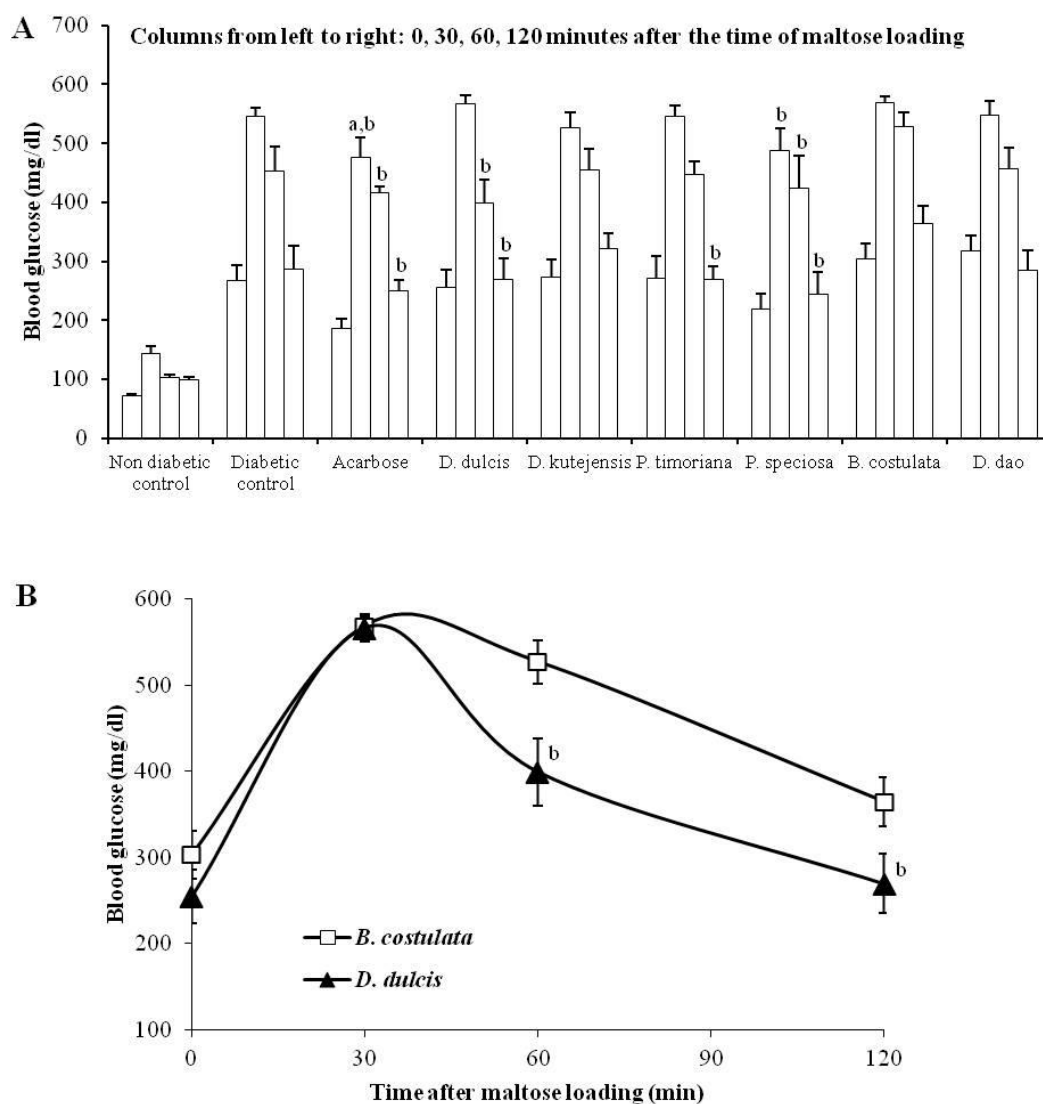 A
Columns from left to right: 0, 30, 60, 120 minutes after the time of maltose loading
Blood glucose (mg/dl)
700
600
500
400
300
200
100
0
a,b
b
b
b
b
b
b
b
b
Non diabetic control
Diabetic control
Acarbose
D. dulcis
D. kutejensis
P. timoriana
P. speciosa
B. costulata
D. dao
B
Blood glucose (mg/dl)
600
500
400
300
200
100
b
b
B. costulata
D. dulcis
0
30
60
90
120
Time after maltose loading (min)